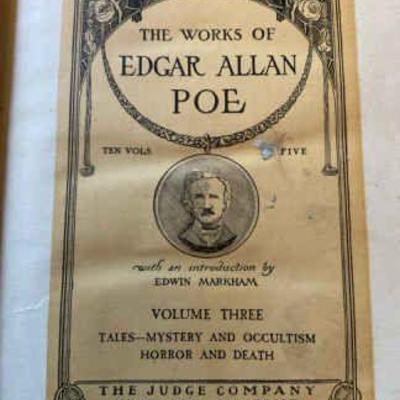 THE WORKS OF
EDGAR ALLAN
POE
TEN VOLS. FIVE
with an introduction by
EDWIN MARKHAM
VOLUME THREE
TALES—MYSTERY AND OCCULTISM
HORROR AND DEATH
THE JUDGE COMPANY